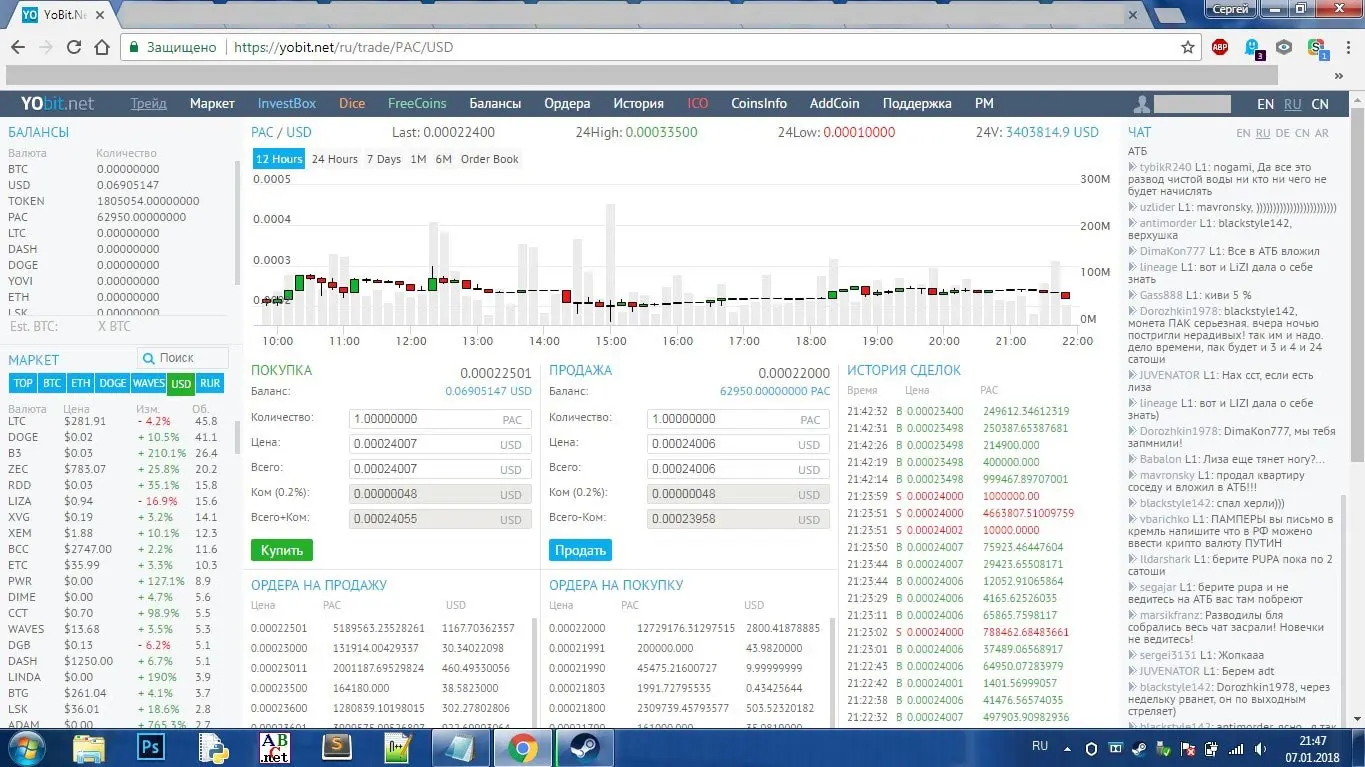 YoBit.Ne
Сергей
Защищено
https://yobit.net/ru/trade/PAC/USD
ABP
3
1
YObit.net Трейд Маркет InvestBox Dice FreeCoins Балансы Ордера История ICO CoinsInfo AddCoin Поддержка PM EN RU CN
БАЛАНСЫ
Валюта Количество
BTC 0.00000000
USD 0.06905147
TOKEN 1805054.00000000
PAC 62950.00000000
LTC 0.00000000
DASH 0.00000000
DOGE 0.00000000
YOVI 0.00000000
ETH 0.00000000
LSK 0.00000000
Est. BTC: X BTC
МАРКЕТ Поиск
TOP BTC ETH DOGE WAVES USD RUR
Валюта Цена Изм. Об.
LTC $281.91 - 4.2% 45.8
DOGE $0.02 + 10.5% 41.1
B3 $0.03 + 210.1% 26.4
ZEC $783.07 + 25.8% 20.2
RDD $0.03 + 35.1% 15.8
LIZA $0.94 - 16.9% 15.6
XVG $0.19 + 3.2% 14.1
XEM $1.88 + 10.1% 12.3
BCC $2747.00 + 2.2% 11.6
ETC $35.99 + 3.3% 10.3
PWR $0.00 + 127.1% 8.9
DIME $0.00 + 4.7% 5.6
CCT $0.70 + 98.9% 5.5
WAVES $13.68 + 3.5% 5.3
DGB $0.13 - 6.2% 5.1
DASH $1250.00 + 6.7% 5.1
LINDA $0.00 + 190% 3.9
BTG $261.04 + 4.1% 3.7
LSK $36.01 + 18.6% 2.8
ADAM $0.00 + 765.3% 2.7
PAC / USD Last: 0.00022400 24High: 0.00033500 24Low: 0.00010000 24V: 3403814.9 USD
12 Hours 24 Hours 7 Days 1M 6M Order Book
0.0005 300M
0.0004 200M
0.0003 100M
0.0002 0M
10:00 11:00 12:00 13:00 14:00 15:00 16:00 17:00 18:00 19:00 20:00 21:00 22:00
ПОКУПКА 0.00022501
Баланс: 0.06905147 USD
Количество: 1.00000000 PAC
Цена: 0.00024007 USD
Всего: 0.00024007 USD
Ком (0.2%): 0.00000048 USD
Всего+Ком: 0.00024055 USD
Купить
ПРОДАЖА 0.00022000
Баланс: 62950.00000000 PAC
Количество: 1.00000000 PAC
Цена: 0.00024006 USD
Всего: 0.00024006 USD
Ком (0.2%): 0.00000048 USD
Всего-Ком: 0.00023958 USD
Продать
ОРДЕРА НА ПРОДАЖУ
Цена PAC USD
0.00022501 5189563.23528261 1167.70362357
0.00023000 131914.00429337 30.34022098
0.00023011 2001187.69529824 460.49330056
0.00023500 164180.000 38.5823000
0.00023600 1280839.10198015 302.27802806
ОРДЕРА НА ПОКУПКУ
Цена PAC USD
0.00022000 12729176.31297515 2800.41878885
0.00021991 200000.000 43.9820000
0.00021990 45475.21600727 9.99999999
0.00021803 1991.72795535 0.43425644
0.00021800 2309739.45793577 503.52320182
ИСТОРИЯ СДЕЛОК
Время Цена PAC
21:42:32 B 0.00023400 249612.34612319
21:42:31 B 0.00023498 250387.65387681
21:42:26 B 0.00023498 214900.000
21:42:19 B 0.00023498 400000.000
21:42:14 B 0.00023498 999467.89707001
21:23:59 S 0.00024000 1000000.00
21:23:51 S 0.00024000 4663807.51009759
21:23:51 S 0.00024002 10000.0000
21:23:50 B 0.00024007 75923.46447604
21:23:44 B 0.00024007 29423.65508171
21:23:44 B 0.00024006 12052.91065864
21:23:29 B 0.00024006 4165.62526035
21:23:11 B 0.00024006 65865.7598117
21:23:02 S 0.00024000 788462.68483661
21:23:01 B 0.00024006 37489.06568917
21:22:43 B 0.00024006 64950.07283979
21:22:42 B 0.00024001 1401.56999057
21:22:38 B 0.00024006 41476.56574035
21:22:32 B 0.00024007 497903.90982936
ЧАТ EN RU DE CN AR
АТБ
tybikR240 L1: nogami, Да все это
развод чистой воды ни кто ни чего не
будет начислять
uzlider L1: mavronsky, ))))))))))))))))))))))))
antimorder L1: blackstyle142,
верхушка
DimaKon777 L1: Все в АТБ вложил
lineage L1: вот и LiZI дала о себе
знать
Gass888 L1: киви 5 %
Dorozhkin1978: blackstyle142,
монета ПАК серьезная. вчера ночью
постригли нерадивых! так им и надо.
дело времени, пак будет и 3 и 4 и 24
сатоши
JUVENATOR L1: Нах сст, если есть
лиза
lineage L1: вот и LIZI дала о себе
знать)
Dorozhkin1978: DimaKon777, мы тебя
запмнили!
Babalon L1: Лиза еще тянет ногу?...
mavronsky L1: продал квартиру
соседу и вложил в АТБ!!!
blackstyle142: спал херли)))
vbarichko L1: ПАМПЕРЫ вы письмо в
кремль напишите что в РФ можено
ввести крипто валюту ПУТИН
Ildarshark L1: берите PUPA пока по 2
сатоши
segajar L1: берите pupa и не
ведитесь на АТБ вас там побреют
marsikfranz: Разводилы бля
собрались весь чат засрали! Новечки
не ведитесь!
sergei3131 L1: Жопкааа
JUVENATOR L1: Берем adt
blackstyle142: Dorozhkin1978, через
недельку рванет, он по выходным
стреляет)
Ps
AB
.net
S
RU
21:47
07.01.2018